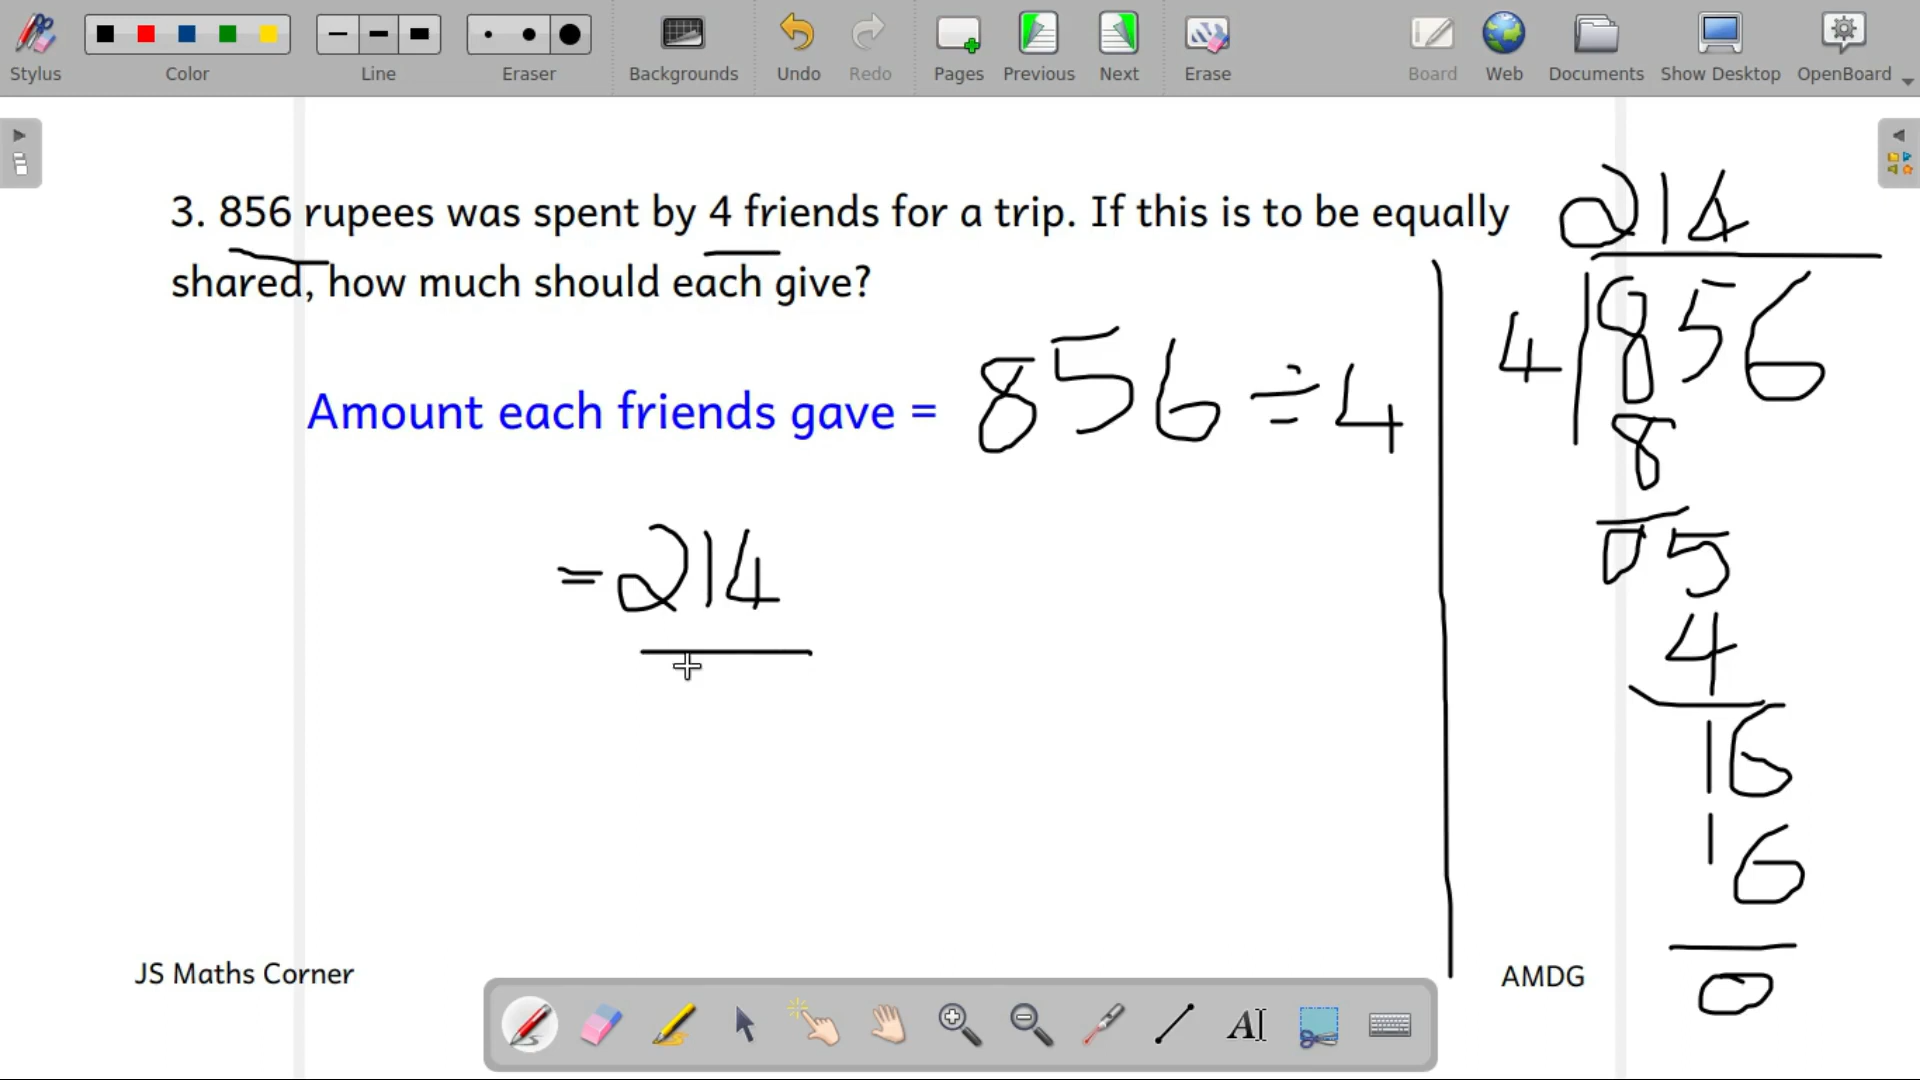 Stylus
Color
Line
Eraser
Backgrounds
Undo
Redo
Pages
Previous
Next
Erase
Board
Web
Documents
Show Desktop
OpenBoard
3. 856 rupees was spent by 4 friends for a trip. If this is to be equally
shared, how much should each give?
Amount each friends gave = 856 ÷ 4
= 214
214
4 856
8
05
4
16
16
0
JS Maths Corner
AMDG
A